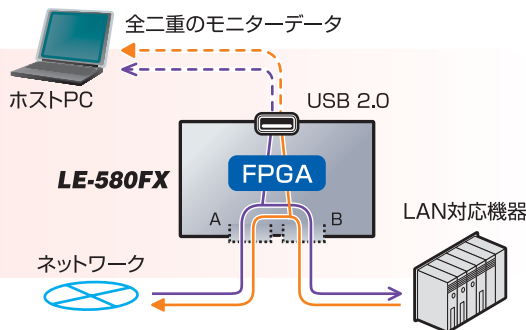 全二重のモニターデータ
ホストPC
USB 2.0
LE-580FX
FPGA
A
B
LAN対応機器
ネットワーク